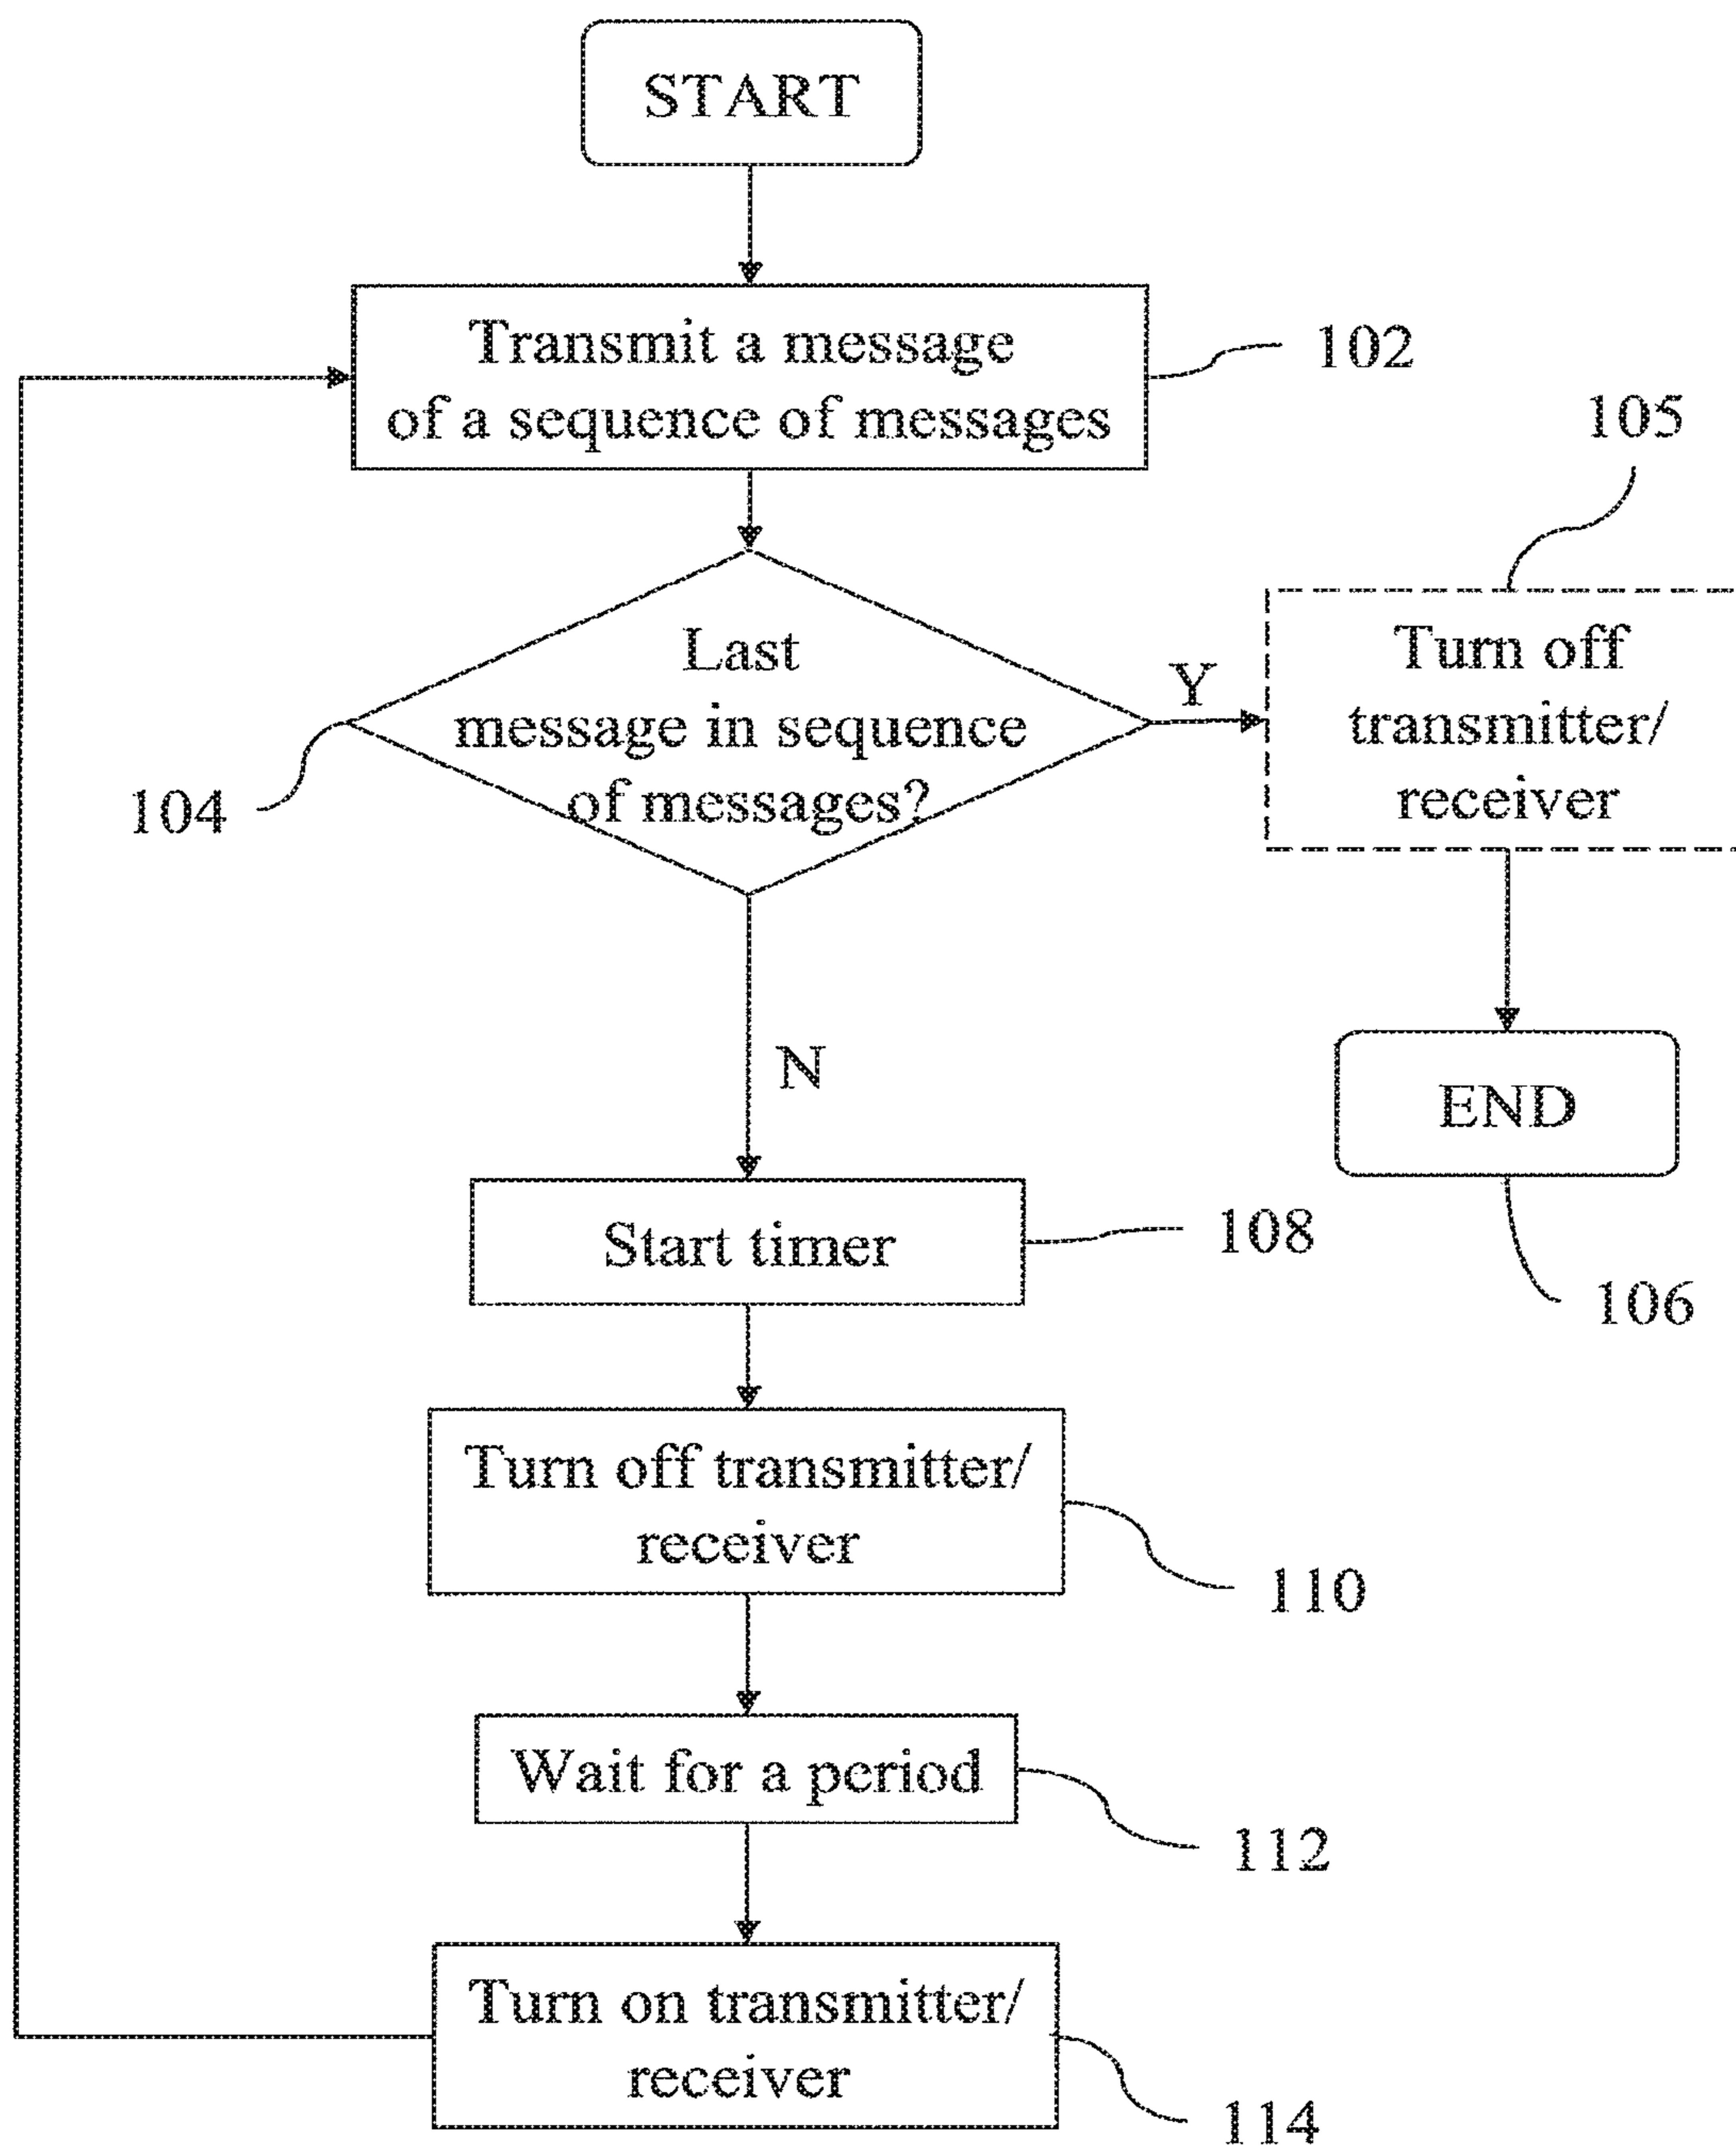 START
Transmit a message
of a sequence of messages
102
105
Last
message in sequence
of messages?
104
Y
Turn off
transmitter/
receiver
N
END
106
Start timer
108
Turn off transmitter/
receiver
110
Wait for a period
112
Turn on transmitter/
receiver
114